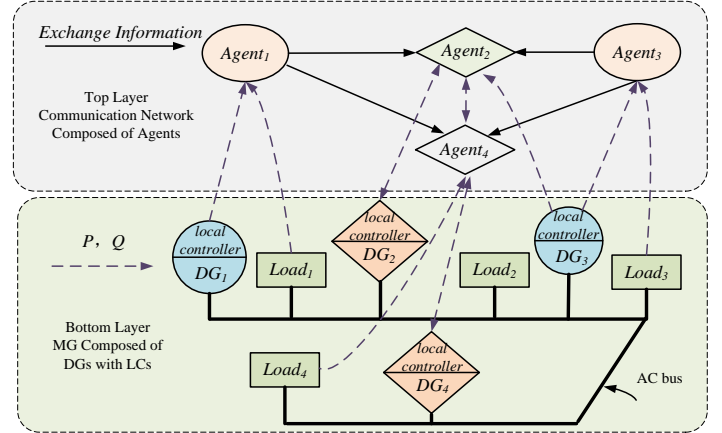 Exchange Information
Agent1
Agent2
Agent3
Top Layer
Communication Network
Composed of Agents
Agent4
P, Q
local
controller
DG1
Load1
local
controller
DG2
Load2
local
controller
DG3
Load3
Bottom Layer
MG Composed of
DGs with LCs
Load4
local
controller
DG4
AC bus